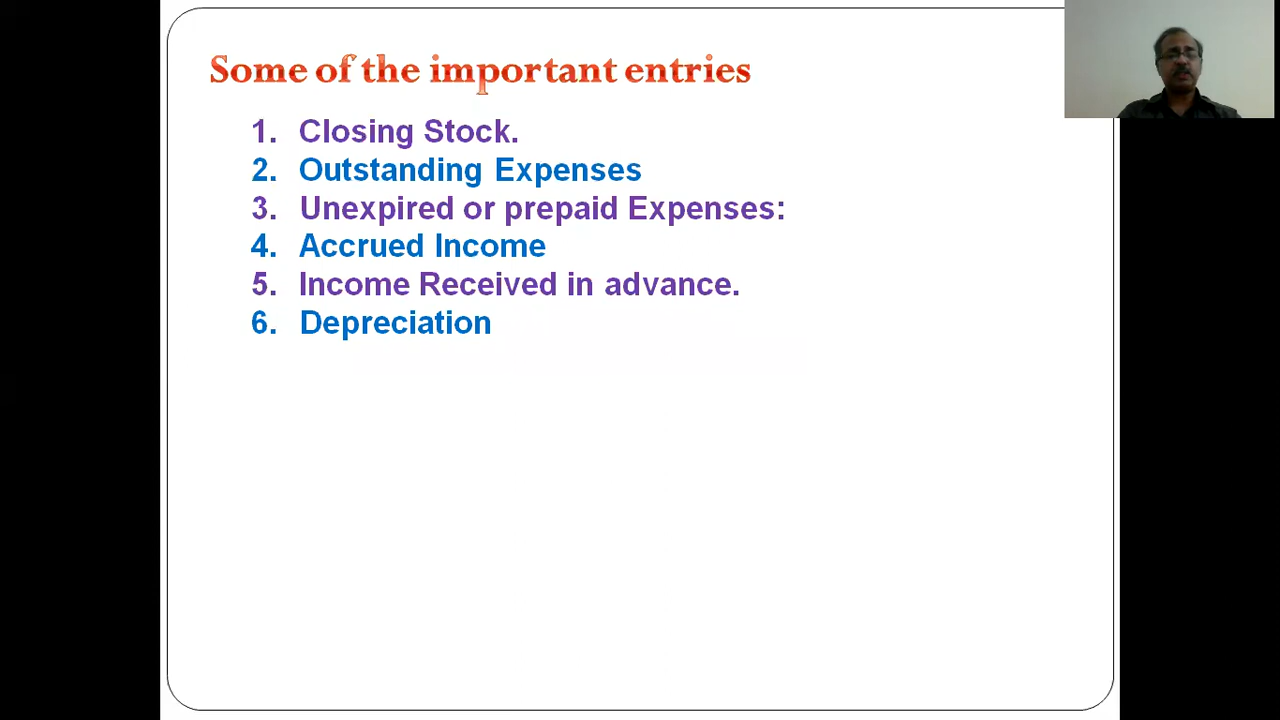 Some of the important entries
1. Closing Stock.
2. Outstanding Expenses
3. Unexpired or prepaid Expenses:
4. Accrued Income
5. Income Received in advance.
6. Depreciation